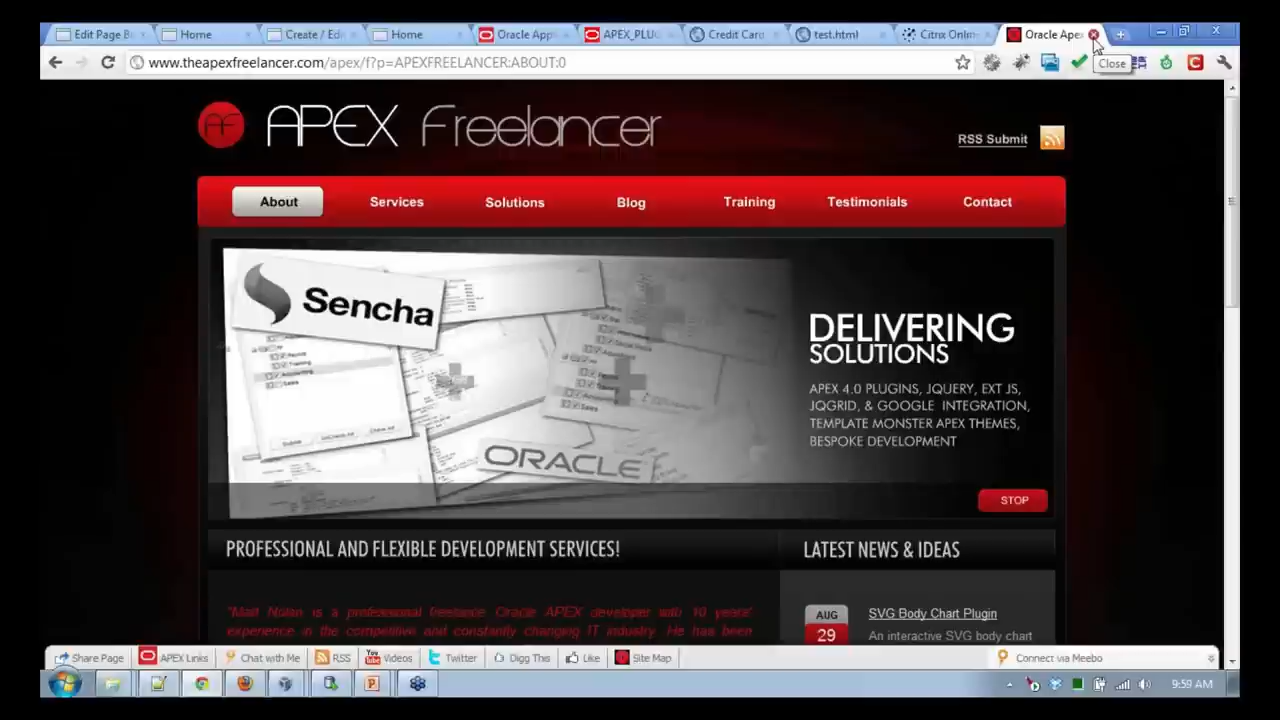 Edit Page B
Home
Create / Edi
Home
Oracle App
APEX_PLU
Credit Card
test.html
Citrix Onlin
Oracle Apex
www.theapexfreelancer.com/apex/f?p=APEXFREELANCER:ABOUT:0
Close
AF
APEX Freelancer
RSS Submit
About
Services
Solutions
Blog
Training
Testimonials
Contact
Sencha
ORACLE
DELIVERING
SOLUTIONS
APEX 4.0 PLUGINS, JQUERY, EXT JS,
JQGRID, & GOOGLE INTEGRATION,
TEMPLATE MONSTER APEX THEMES,
BESPOKE DEVELOPMENT
STOP
PROFESSIONAL AND FLEXIBLE DEVELOPMENT SERVICES!
LATEST NEWS & IDEAS
"Matt Nolan is a professional freelance Oracle APEX developer with 10 years'
experience in the competitive and constantly changing IT industry. He has been
AUG
29
SVG Body Chart Plugin
An interactive SVG body chart
Share Page
APEX Links
Chat with Me
RSS
Videos
Twitter
Digg This
Like
Site Map
Connect via Meebo
9:59 AM